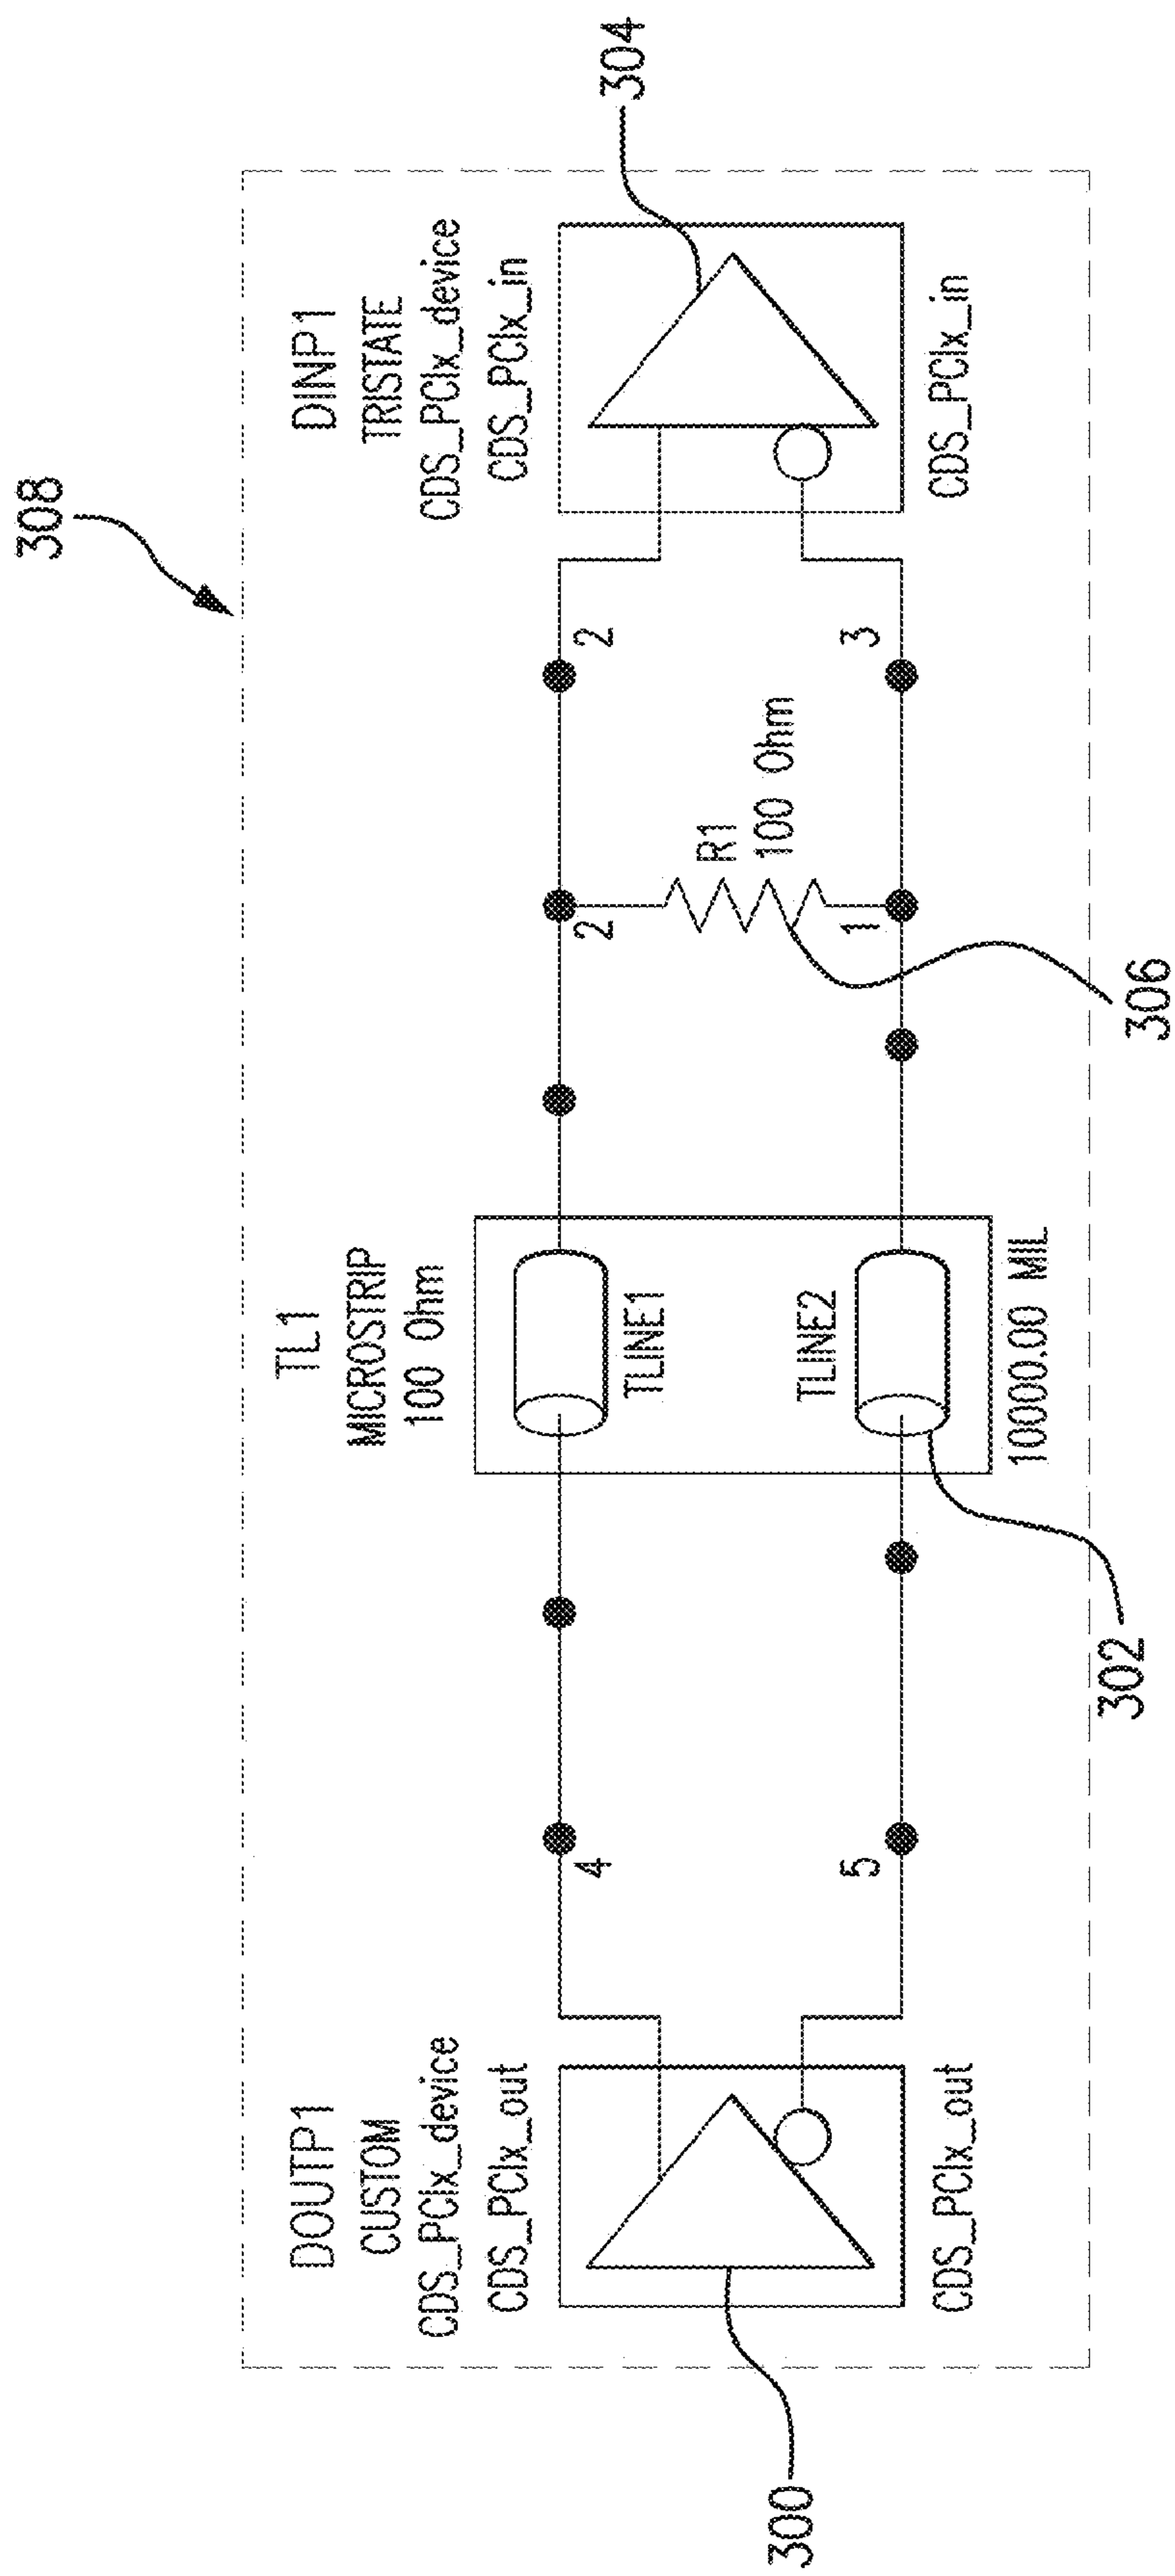 308
DOUTP1
CUSTOM
CDS_PCIx_device
CDS_PCIx_out
CDS_PCIx_out
300
4
5
TL1
MICROSTRIP
100 Ohm
TLINE1
TLINE2
10000.00 MIL
302
2
1
R1
100 Ohm
306
2
3
DINP1
TRISTATE
CDS_PCIx_device
CDS_PCIx_in
CDS_PCIx_in
304